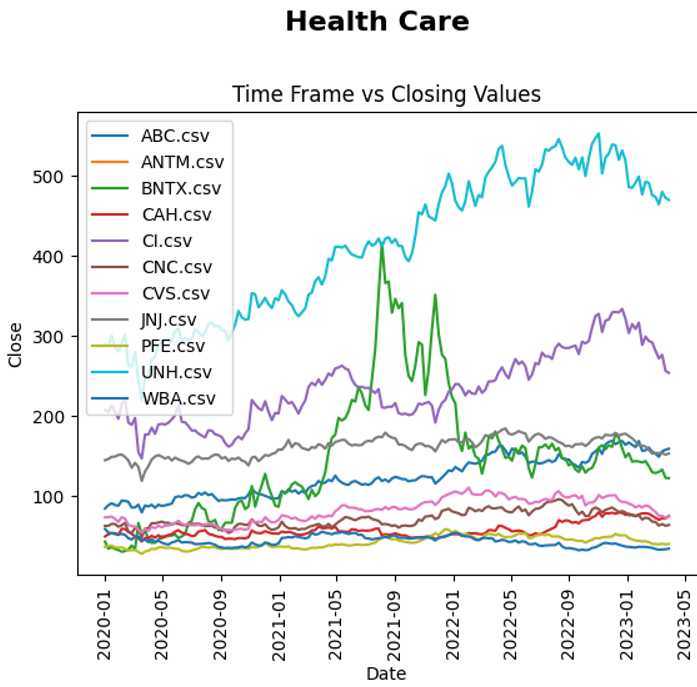 Health Care
Time Frame vs Closing Values
ABC.csv
ANTM.csv
BNTX.csv
CAH.csv
CI.csv
CNC.csv
CVS.csv
JNJ.csv
PFE.csv
UNH.csv
WBA.csv
500
400
300
200
100
Close
2020-01
2020-05
2020-09
2021-01
2021-05
2021-09
2022-01
2022-05
2022-09
2023-01
2023-05
Date